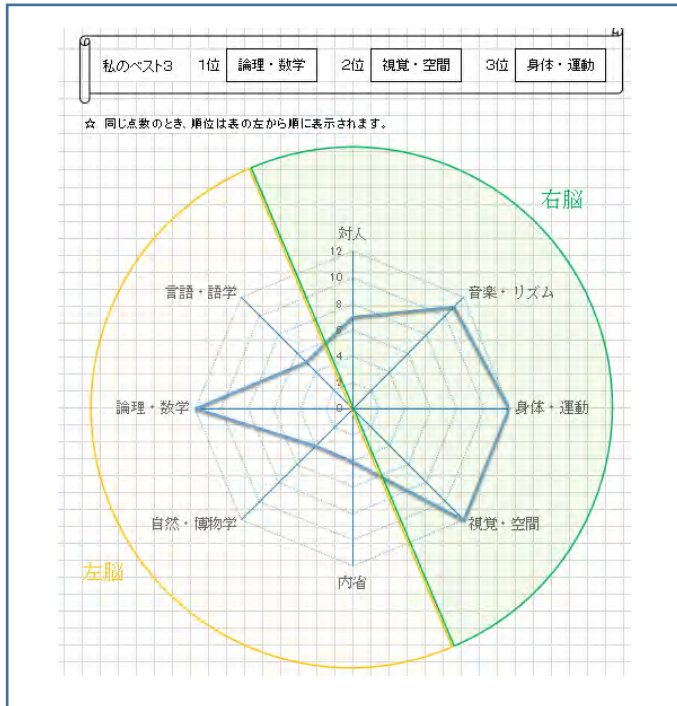 私のベスト3 1位 論理・数学 2位 視覚・空間 3位 身体・運動
☆ 同じ点数のとき、順位は表の左から順に表示されます。
右脳
対人
12
言語・語学
10
音楽・リズム
8
6
4
2
論理・数学
0
身体・運動
自然・博物学
視覚・空間
左脳
内省